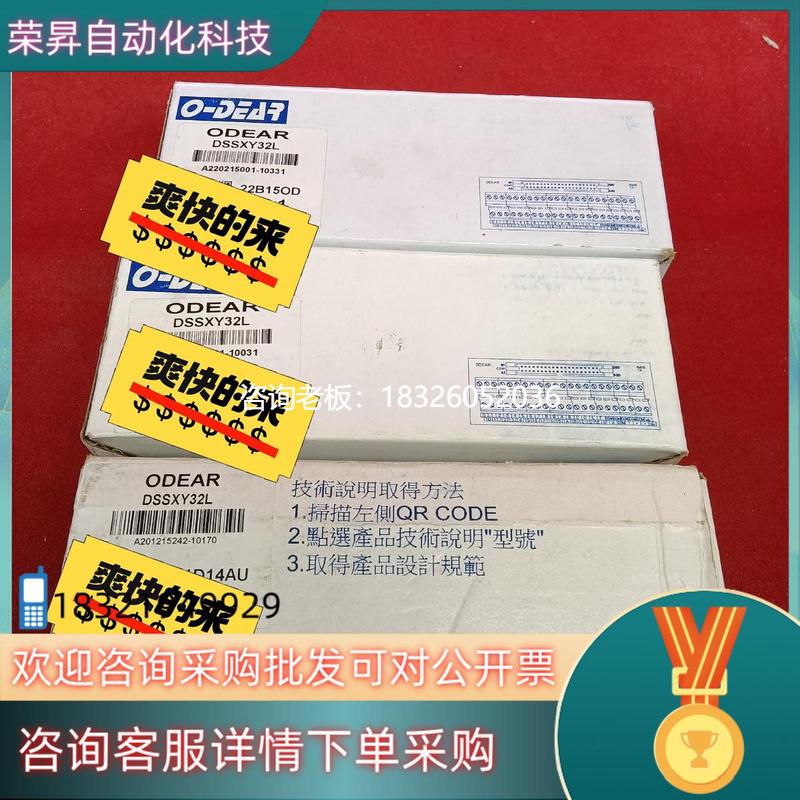 荣昇自动化科技
O-DEAR
ODEAR
DSSXY32L
A220215001-10331
22B15OD
爽快的来
$$$$$$
ODEAR
O-DEAR
ODEAR
DSSXY32L
-10031
爽快的来
$$$$$$
咨询老板：18326052036
ODEAR
ODEAR
DSSXY32L
A201215242-10170
D14AU
技術說明取得方法
1.掃描左側QR CODE
2.點選產品技術說明"型號"
3.取得產品設計規範
爽快的来
欢迎咨询采购批发可对公开票
咨询客服详情下单采购